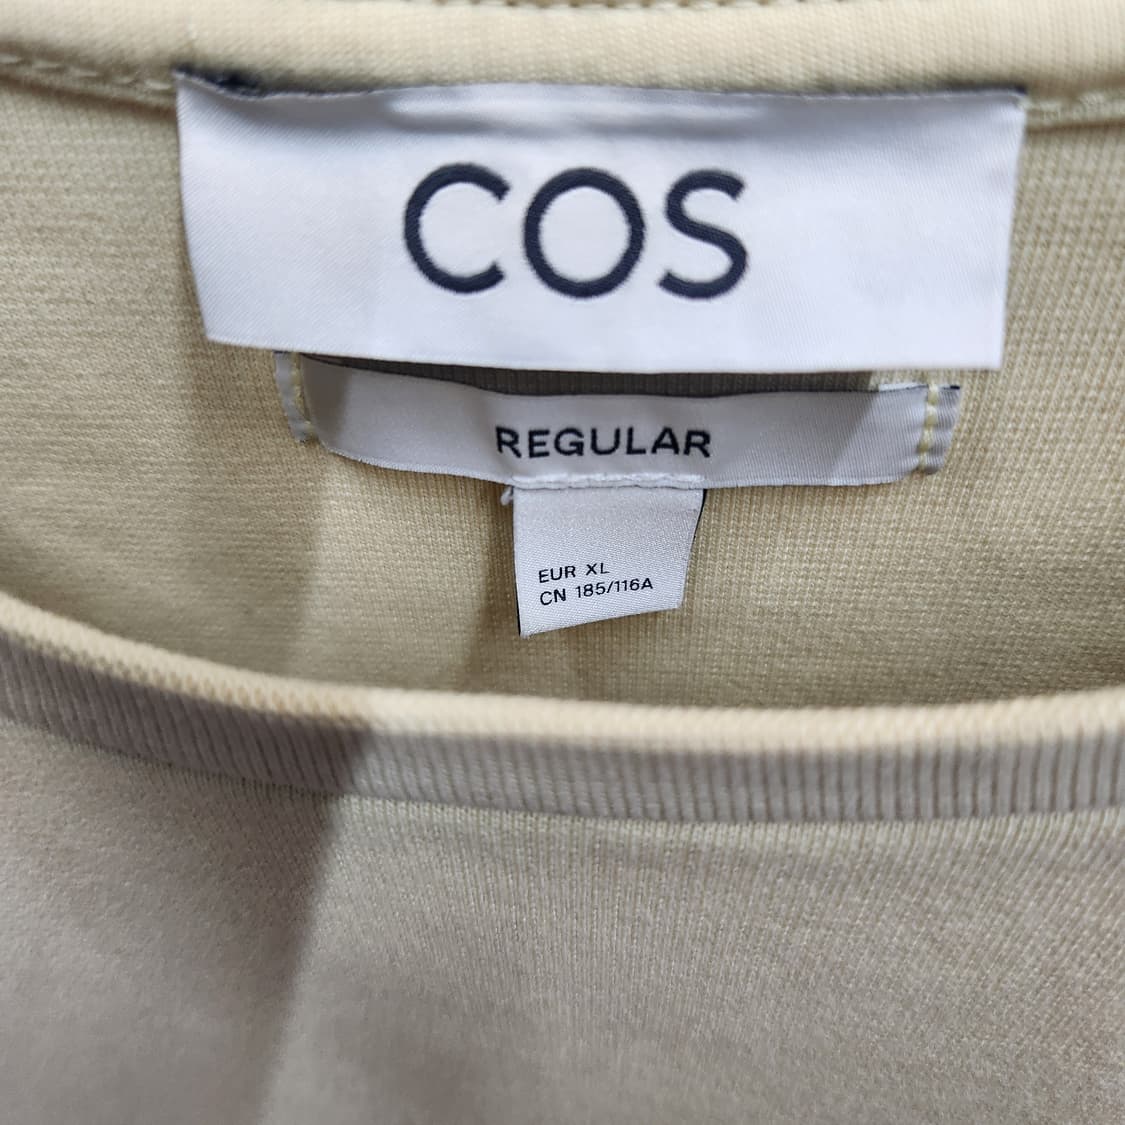 COS
REGULAR
EUR XL
CN 185/116A